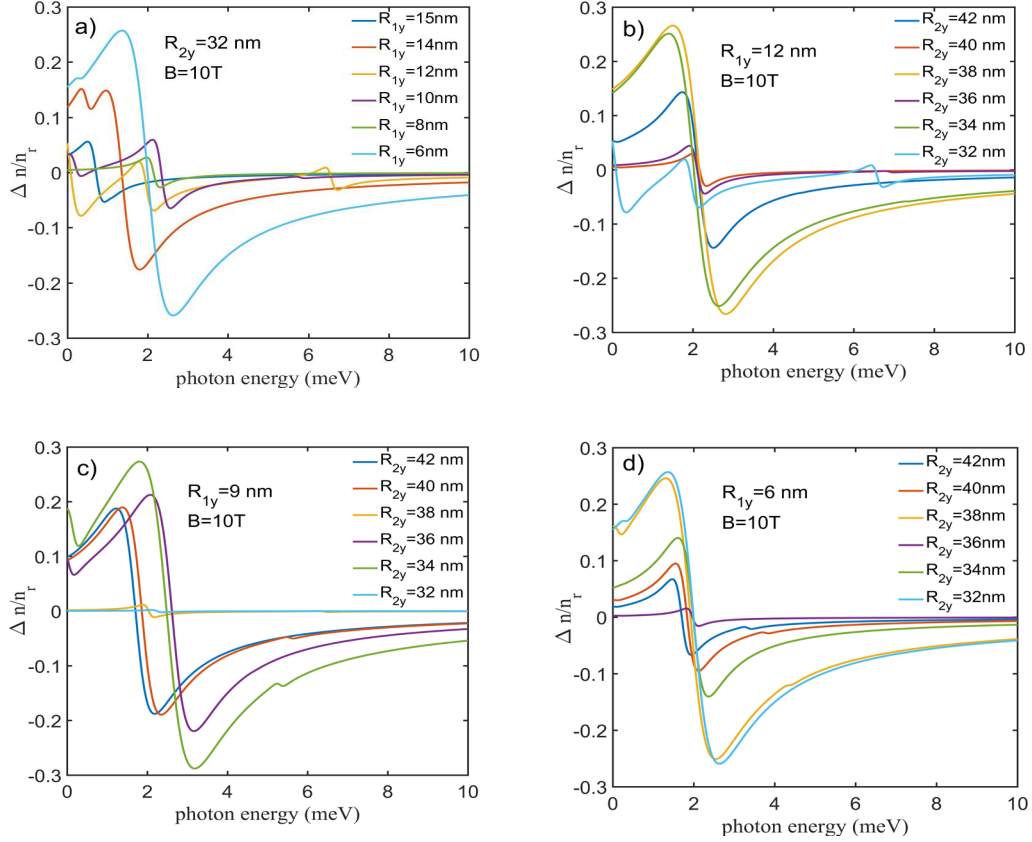 a)
R1y=15nm
R1y=14nm
R1y=12nm
R1y=10nm
R1y=8nm
R1y=6nm
R2y=32 nm
B=10T
0.3
0.2
0.1
0
-0.1
-0.2
-0.3
Δ n/nr
0 2 4 6 8 10
photon energy (meV)
b)
R2y=42 nm
R2y=40 nm
R2y=38 nm
R2y=36 nm
R2y=34 nm
R2y=32 nm
R1y=12 nm
B=10T
0.3
0.2
0.1
0
-0.1
-0.2
-0.3
Δ n/nr
0 2 4 6 8 10
photon energy (meV)
c)
R2y=42 nm
R2y=40 nm
R2y=38 nm
R2y=36 nm
R2y=34 nm
R2y=32 nm
R1y=9 nm
B=10T
0.3
0.2
0.1
0
-0.1
-0.2
-0.3
Δ n/nr
0 2 4 6 8 10
photon energy (meV)
d)
R2y=42nm
R2y=40nm
R2y=38nm
R2y=36nm
R2y=34nm
R2y=32nm
R1y=6 nm
B=10T
0.3
0.2
0.1
0
-0.1
-0.2
-0.3
Δ n/nr
0 2 4 6 8 10
photon energy (meV)